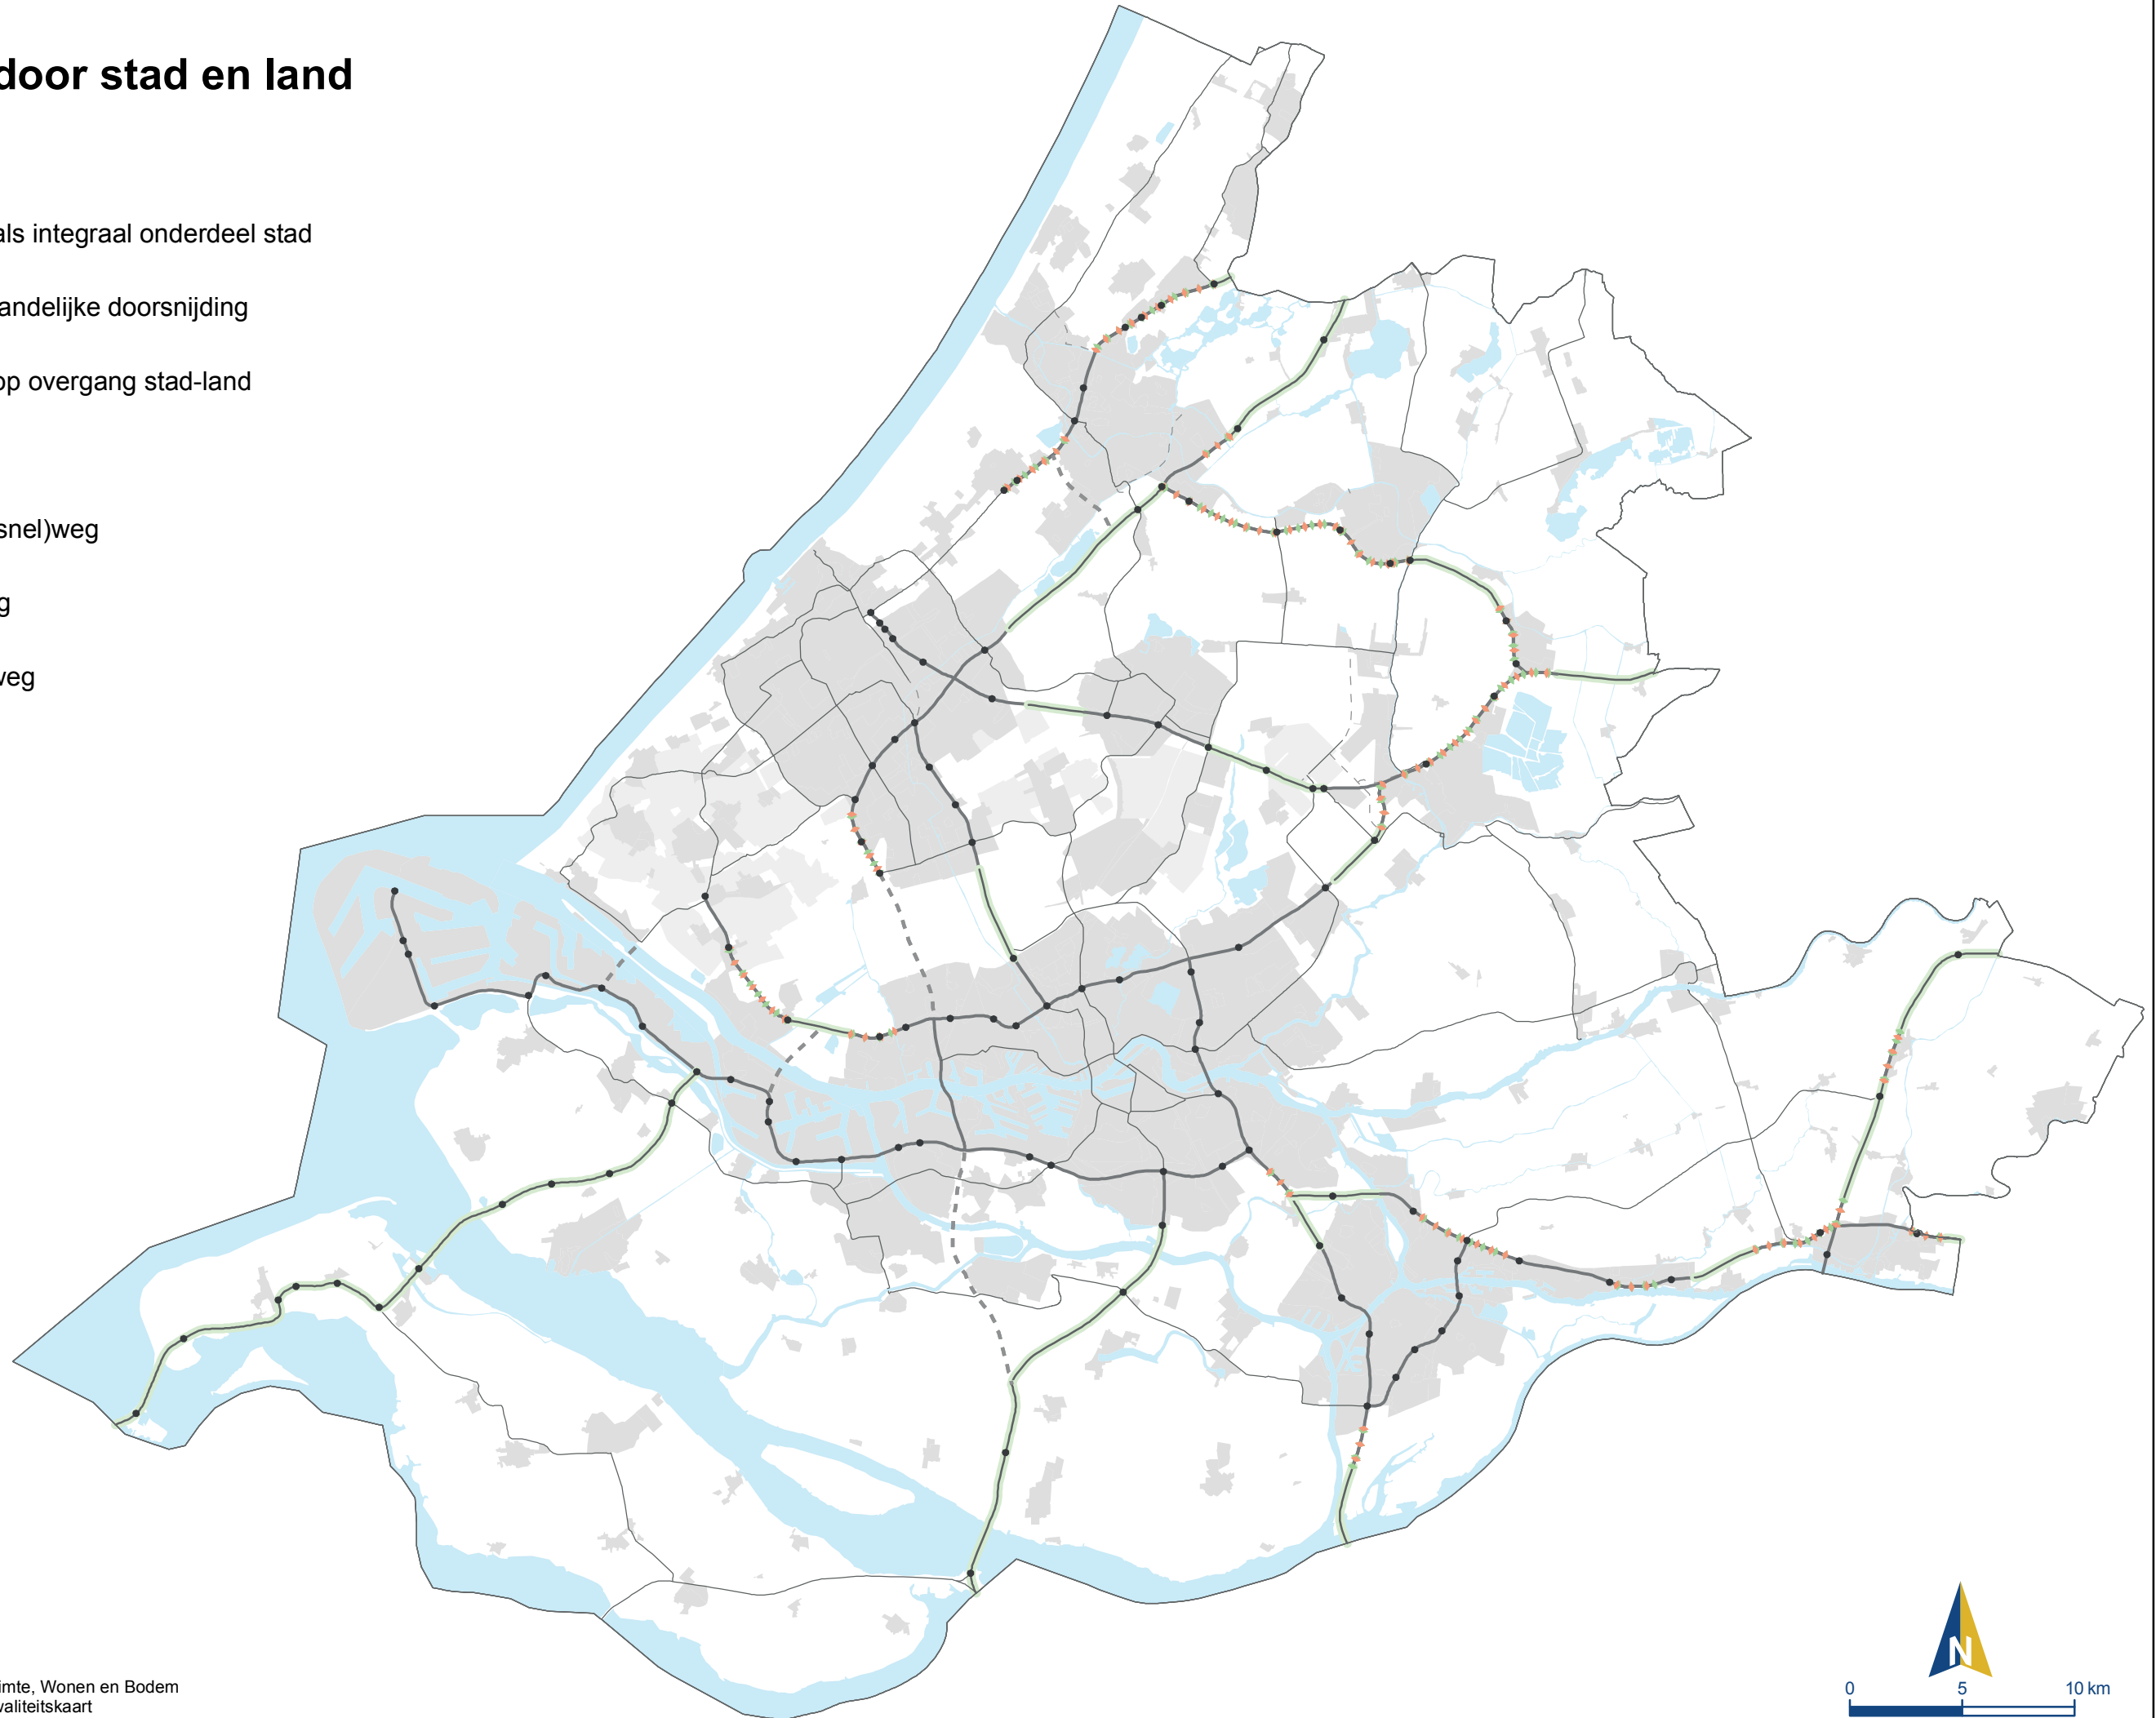 door stad en land
als integraal onderdeel stad
andelijke doorsnijding
op overgang stad-land
snel)weg
g
weg
imte, Wonen en Bodem
waliteitskaart
N
0 5 10 km